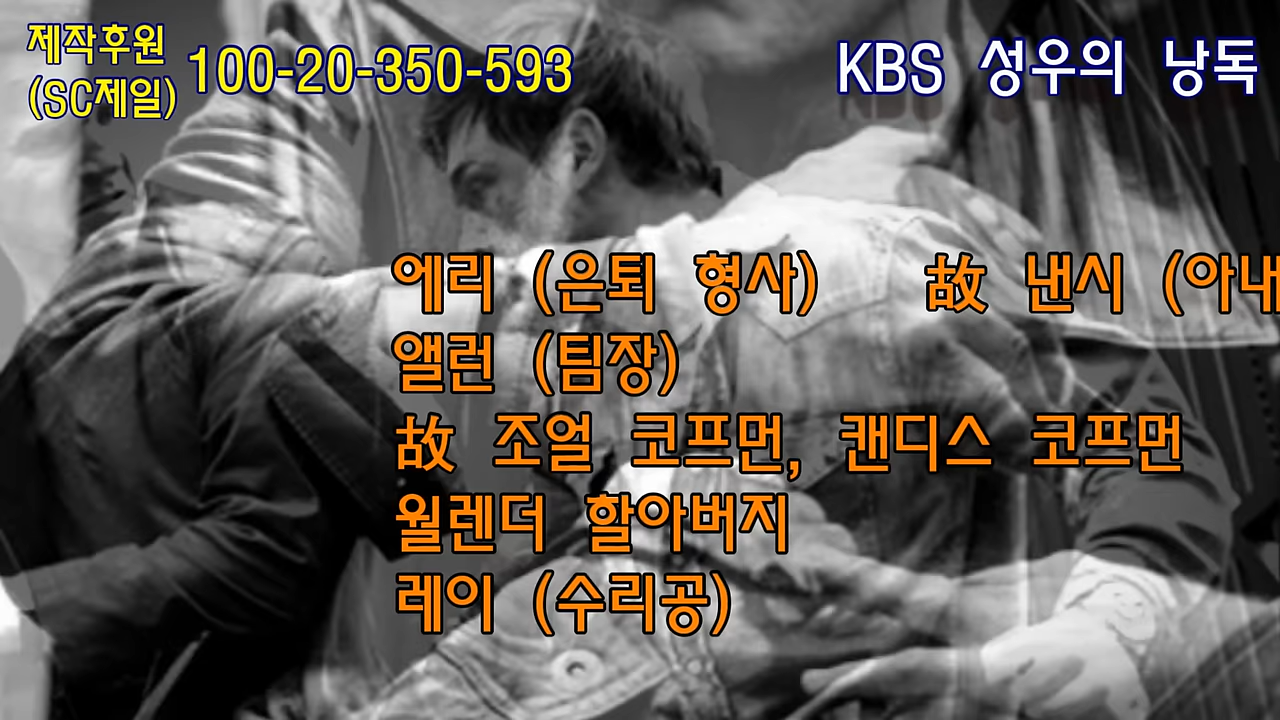 제작후원
(SC제일) 100-20-350-593
KBS 성우의 낭독
에리 (은퇴 형사) 故 낸시 (아내
앨런 (팀장)
故 조얼 코프먼, 캔디스 코프먼
월렌더 할아버지
레이 (수리공)